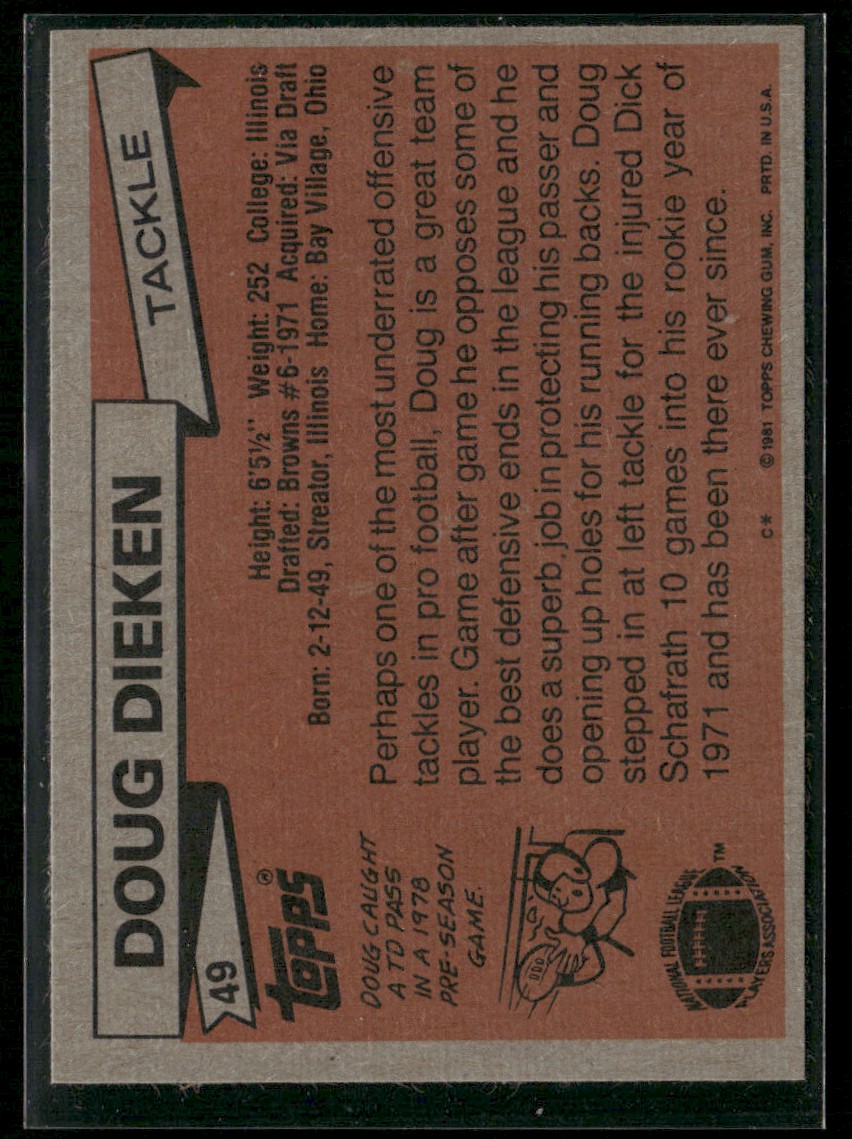 DOUG DIEKEN
TACKLE
49
TOPPS®
DOUG CAUGHT
A TD PASS
IN A 1978
PRE-SEASON
GAME.
NATIONAL FOOTBALL LEAGUE
PLAYERS ASSOCIATION
TM
Height: 6'5½" Weight: 252 College: Illinois
Drafted: Browns #6-1971 Acquired: Via Draft
Born: 2-12-49, Streator, Illinois Home: Bay Village, Ohio
Perhaps one of the most underrated offensive
tackles in pro football, Doug is a great team
player. Game after game he opposes some of
the best defensive ends in the league and he
does a superb job in protecting his passer and
opening up holes for his running backs. Doug
stepped in at left tackle for the injured Dick
Schafrath 10 games into his rookie year of
1971 and has been there ever since.
C* © 1981 TOPPS CHEWING GUM, INC. PRTD. IN U.S.A.